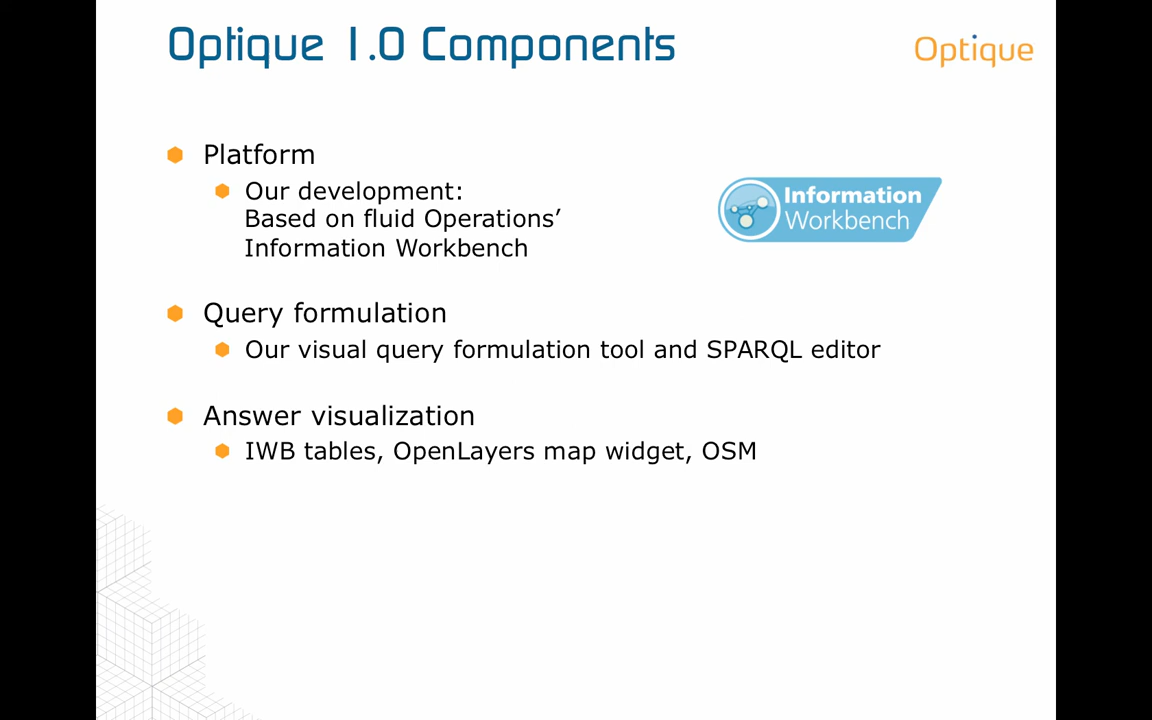 Optique 1.0 Components
Optique
Platform
Our development:
Based on fluid Operations’
Information Workbench
Information
Workbench
Query formulation
Our visual query formulation tool and SPARQL editor
Answer visualization
IWB tables, OpenLayers map widget, OSM